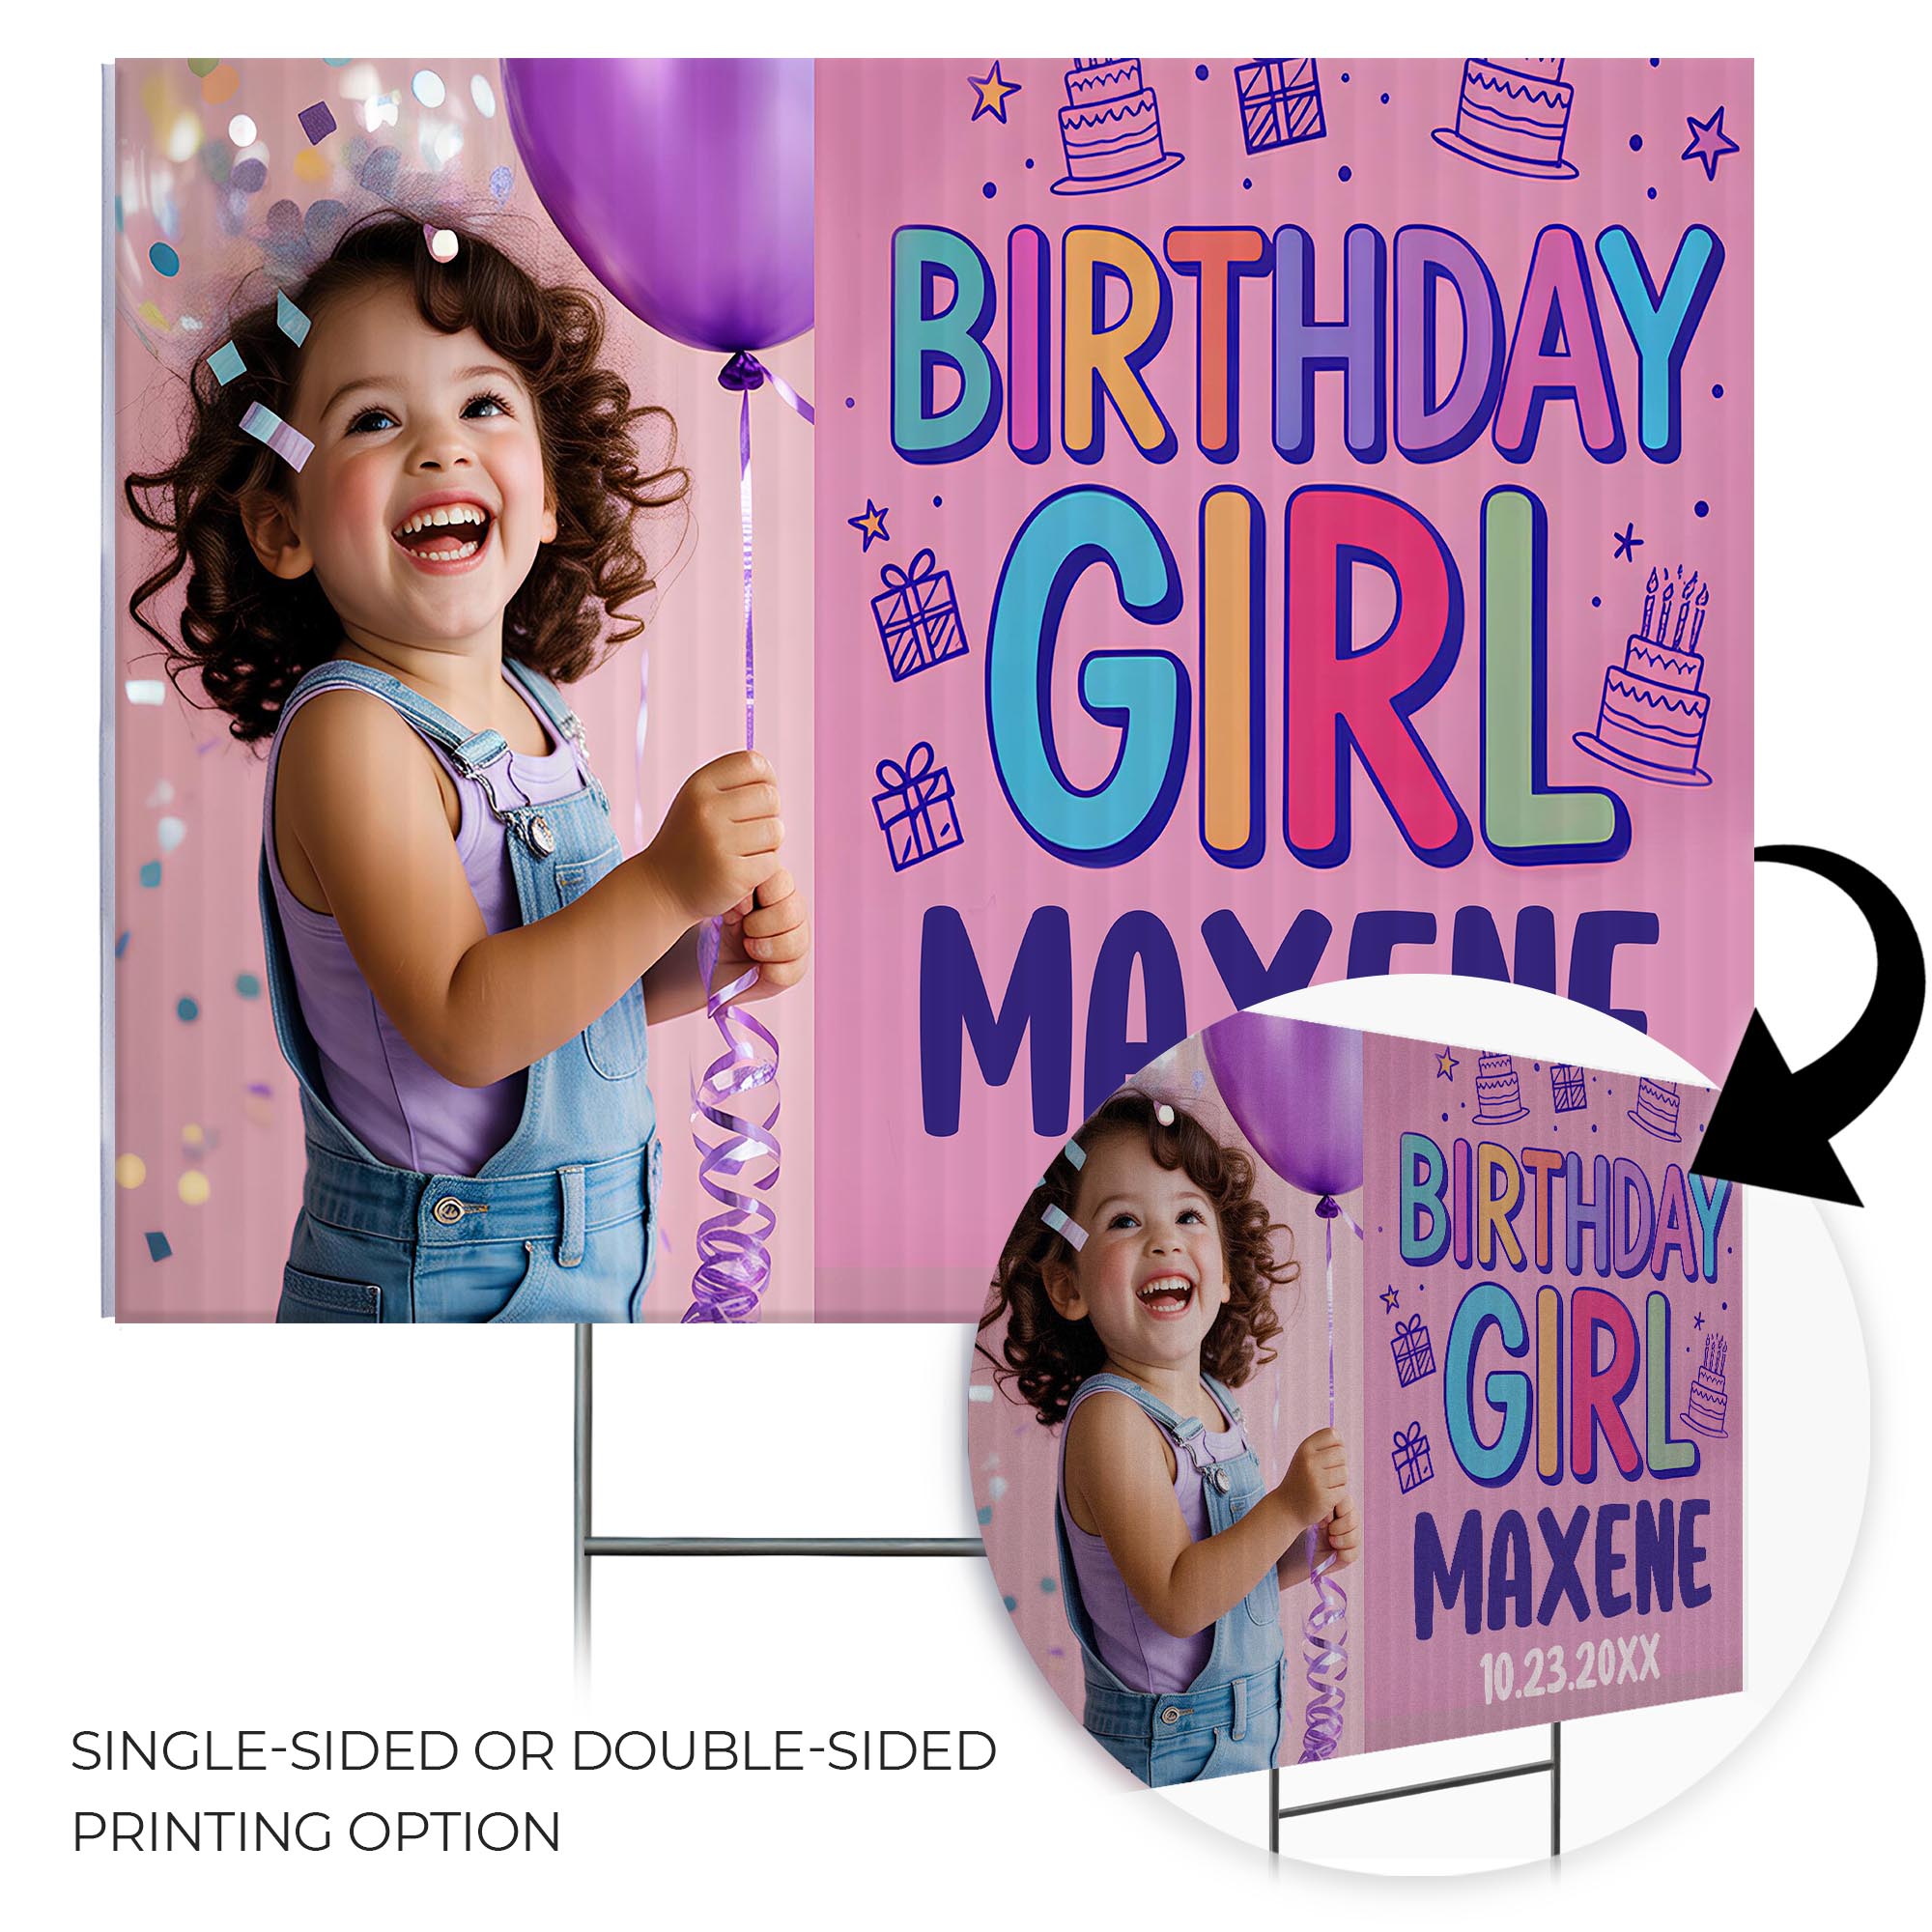 BIRTHDAY
GIRL
MAXENE
BIRTHDAY
GIRL
MAXENE
10.23.20XX
SINGLE-SIDED OR DOUBLE-SIDED
PRINTING OPTION